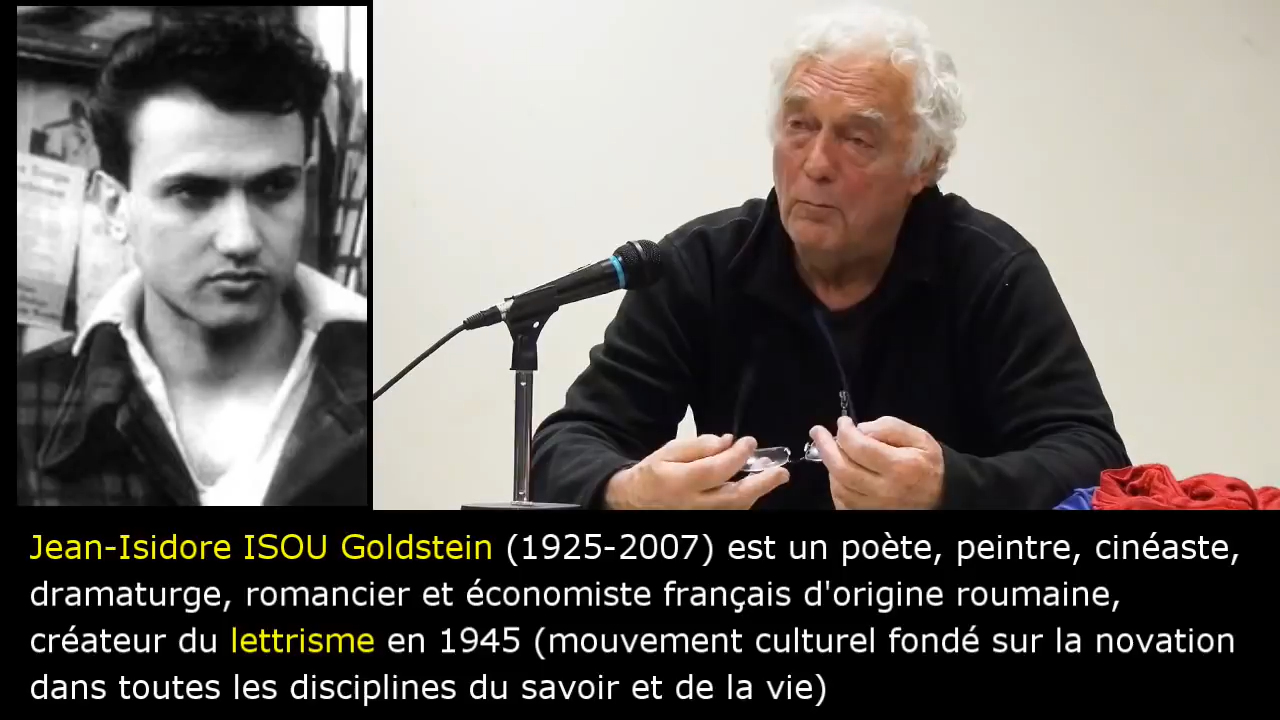 Jean-Isidore ISOU Goldstein (1925-2007) est un poète, peintre, cinéaste,
dramaturge, romancier et économiste français d'origine roumaine,
créateur du lettrisme en 1945 (mouvement culturel fondé sur la novation
dans toutes les disciplines du savoir et de la vie)